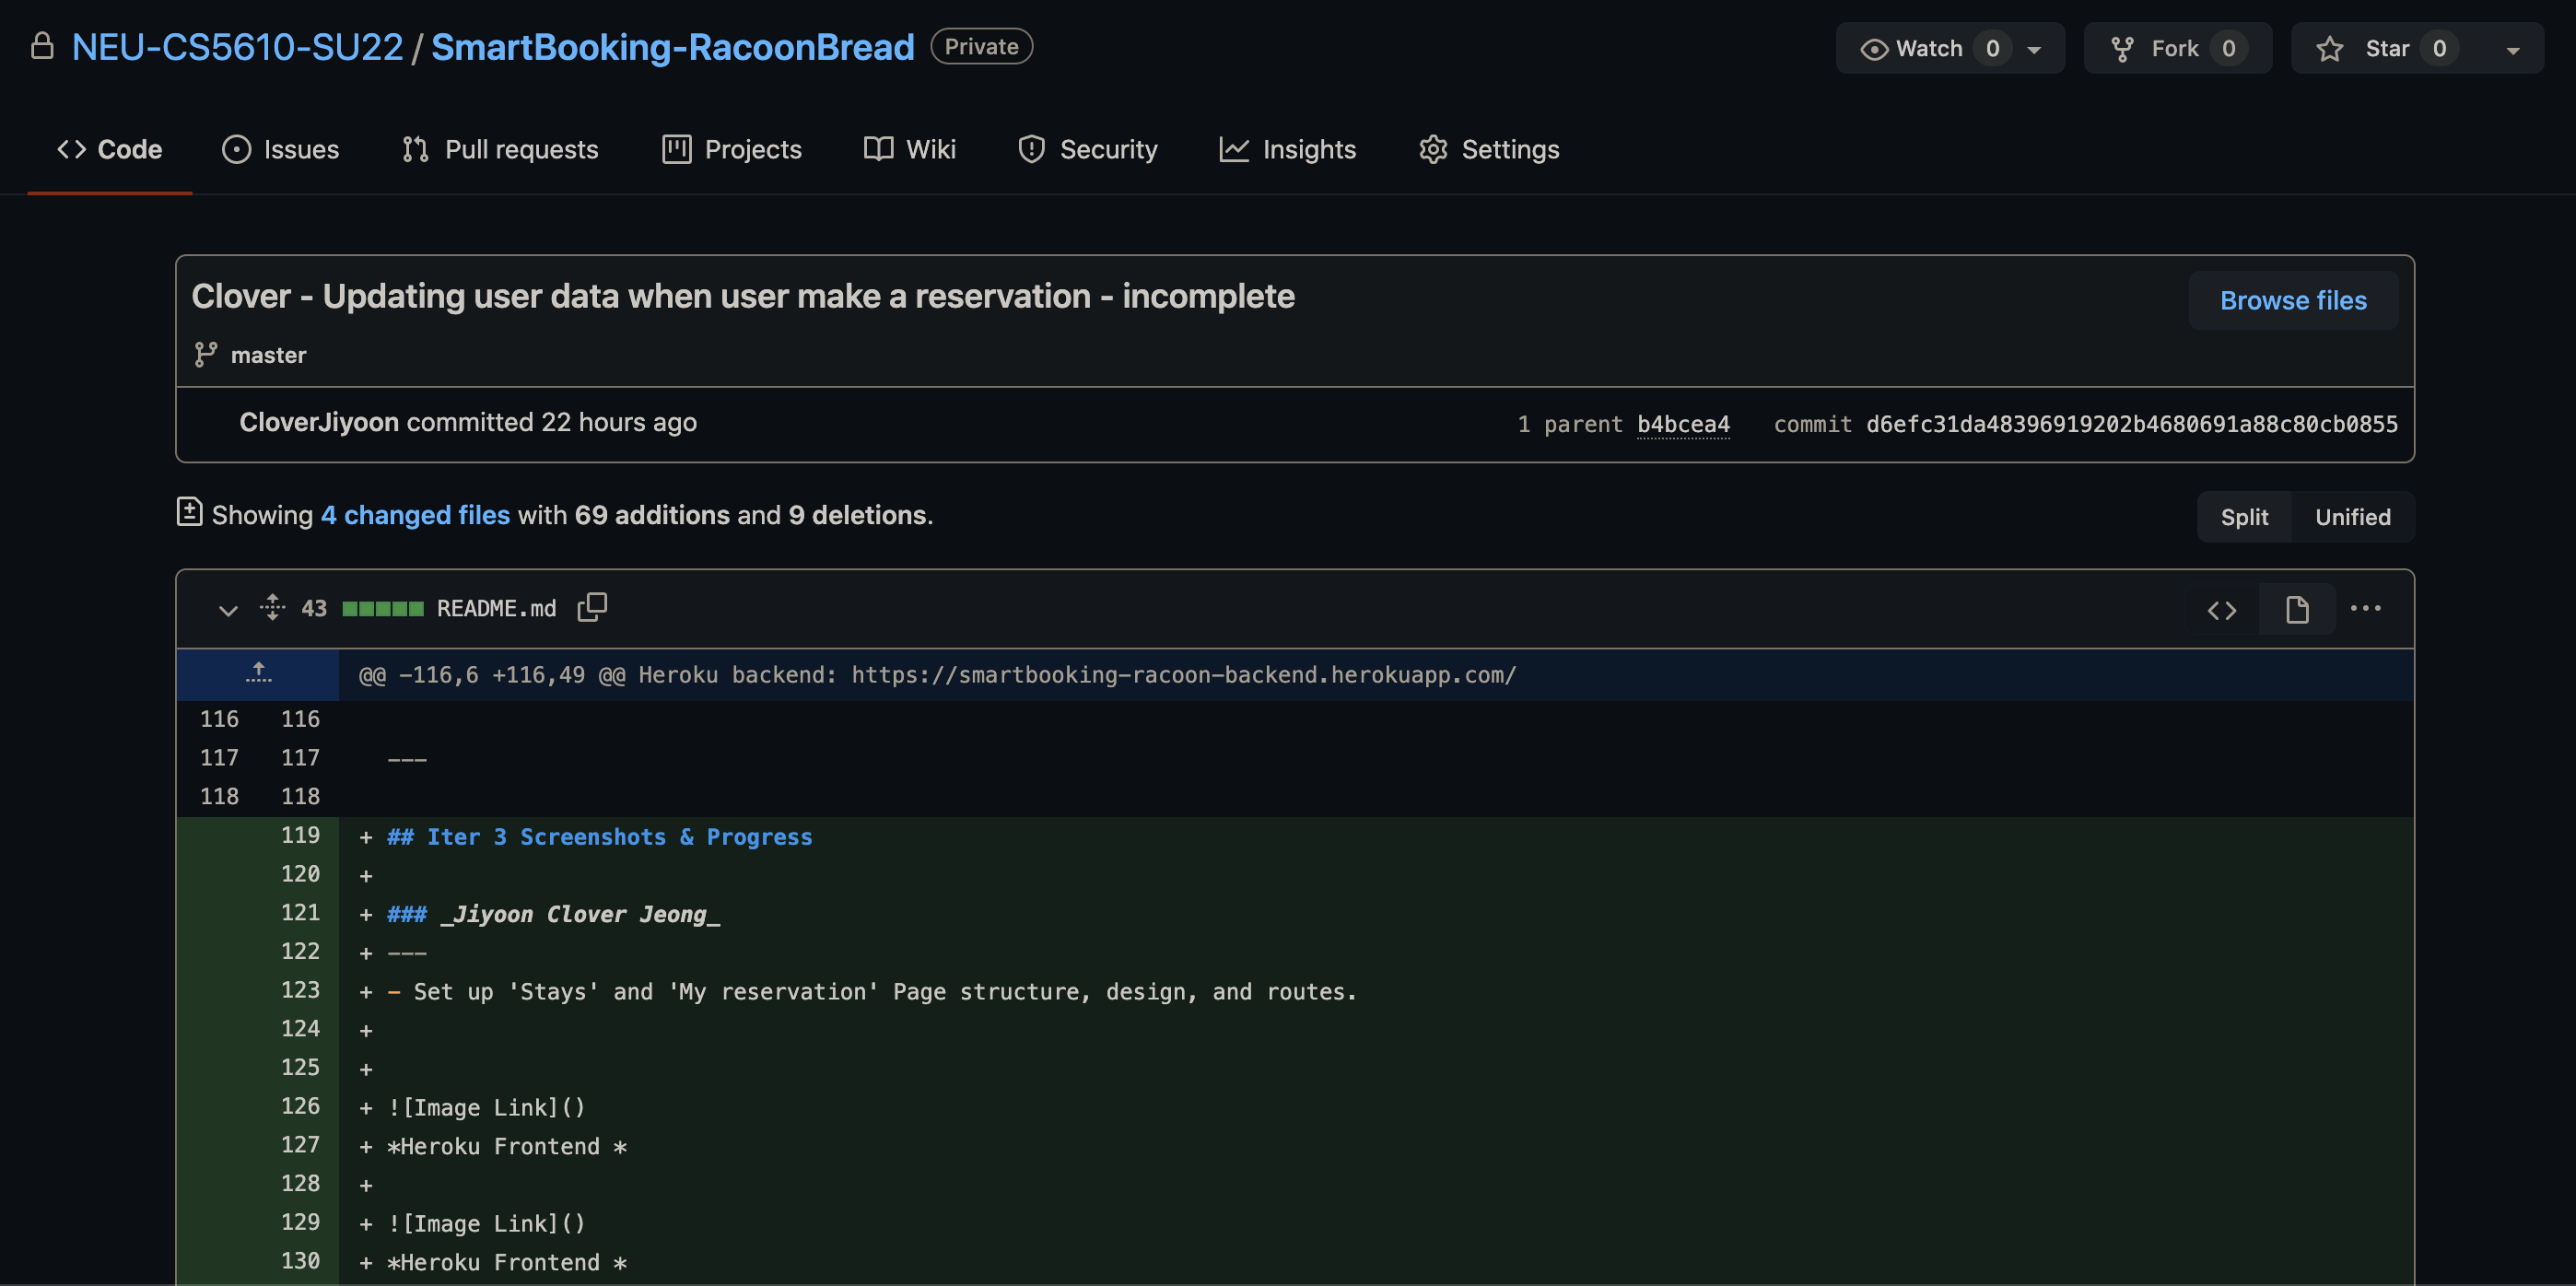 NEU-CS5610-SU22 / SmartBooking-RacoonBread Private Watch 0 Fork 0 Star 0
Code Issues Pull requests Projects Wiki Security Insights Settings
Clover - Updating user data when user make a reservation - incomplete Browse files
master
CloverJiyoon committed 22 hours ago 1 parent b4bcea4 commit d6efc31da48396919202b4680691a88c80cb0855
Showing 4 changed files with 69 additions and 9 deletions. Split Unified
43 README.md
@@ -116,6 +116,49 @@ Heroku backend: https://smartbooking-racoon-backend.herokuapp.com/
116 116
117 117 ---
118 118
119 + ## Iter 3 Screenshots & Progress
120 +
121 + ### _Jiyoon Clover Jeong_
122 + ---
123 + - Set up 'Stays' and 'My reservation' Page structure, design, and routes.
124 +
125 +
126 + ![Image Link]()
127 + *Heroku Frontend *
128 +
129 + ![Image Link]()
130 + *Heroku Frontend *